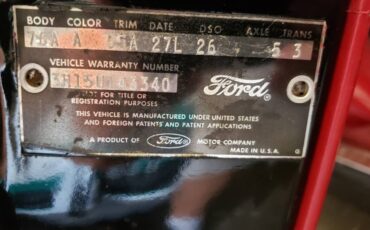 BODY COLOR TRIM DATE DSO AXLE TRANS
76A A 85A 27L 26 5 3
VEHICLE WARRANTY NUMBER
Ford
NOT FOR TITLE OR
REGISTRATION PURPOSES
THIS VEHICLE IS MANUFACTURED UNDER UNITED STATES
AND FOREIGN PATENTS AND PATENT APPLICATIONS
A PRODUCT OF Ford MOTOR COMPANY
MADE IN U.S.A.